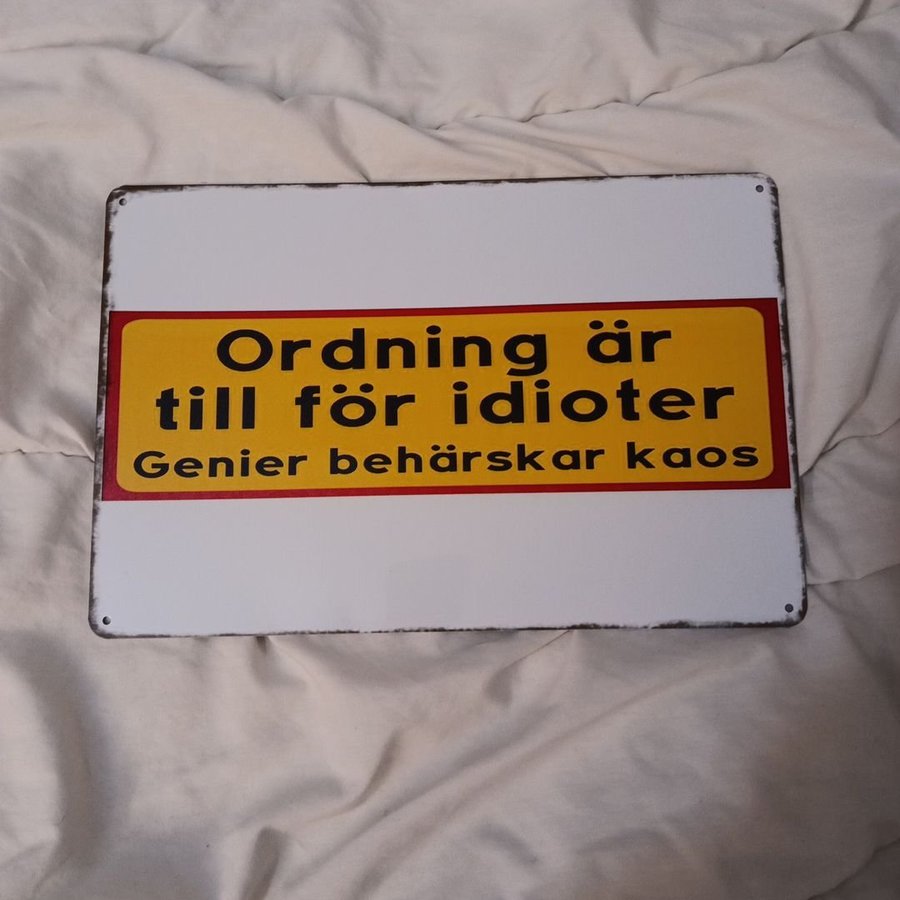 Ordning är
till för idioter
Genier behärskar kaos